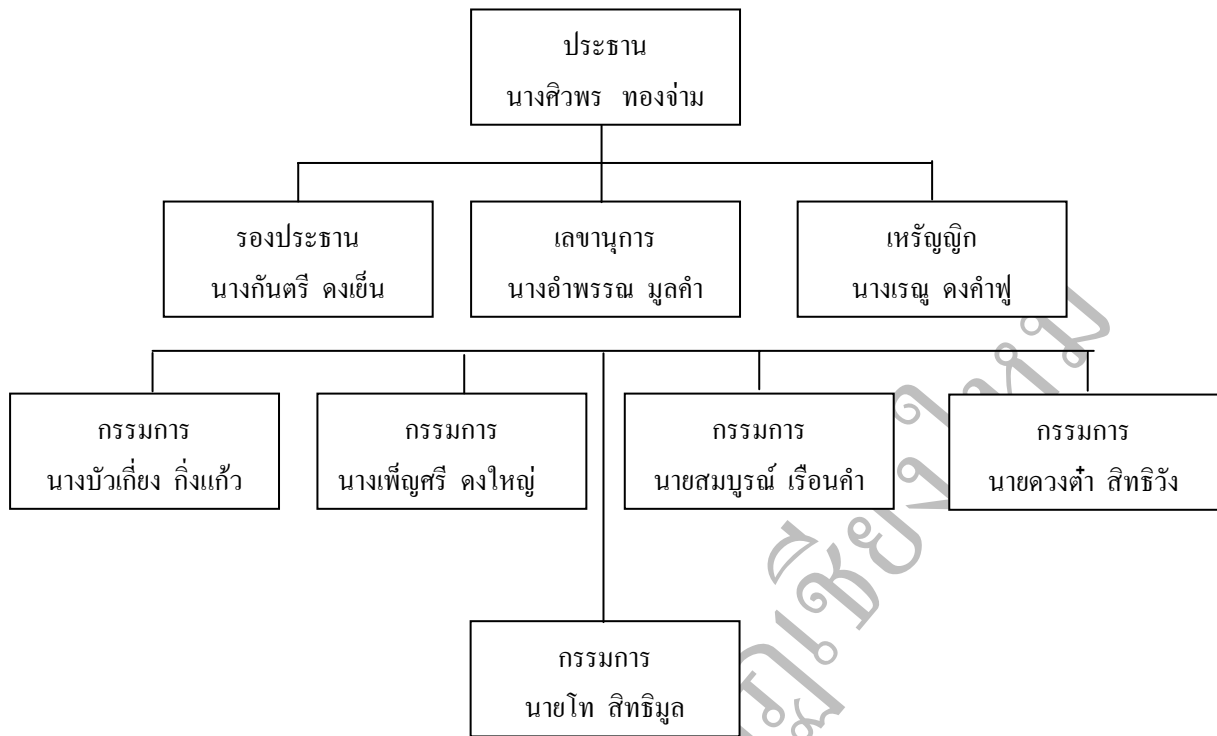 ประธาน
นางศิวพร ทองจ่าม
รองประธาน
นางกันตรี ดงเย็น
เลขานุการ
นางอำพรรณ มูลคำ
เหรัญญิก
นางเรณู ดงคำฟู
กรรมการ
นางบัวเกี่ยง กิ่งแก้ว
กรรมการ
นางเพ็ญศรี ดงใหญ่
กรรมการ
นายสมบูรณ์ เรือนคำ
กรรมการ
นายดวงต๋า สิทธิวัง
กรรมการ
นายโท สิทธิมูล